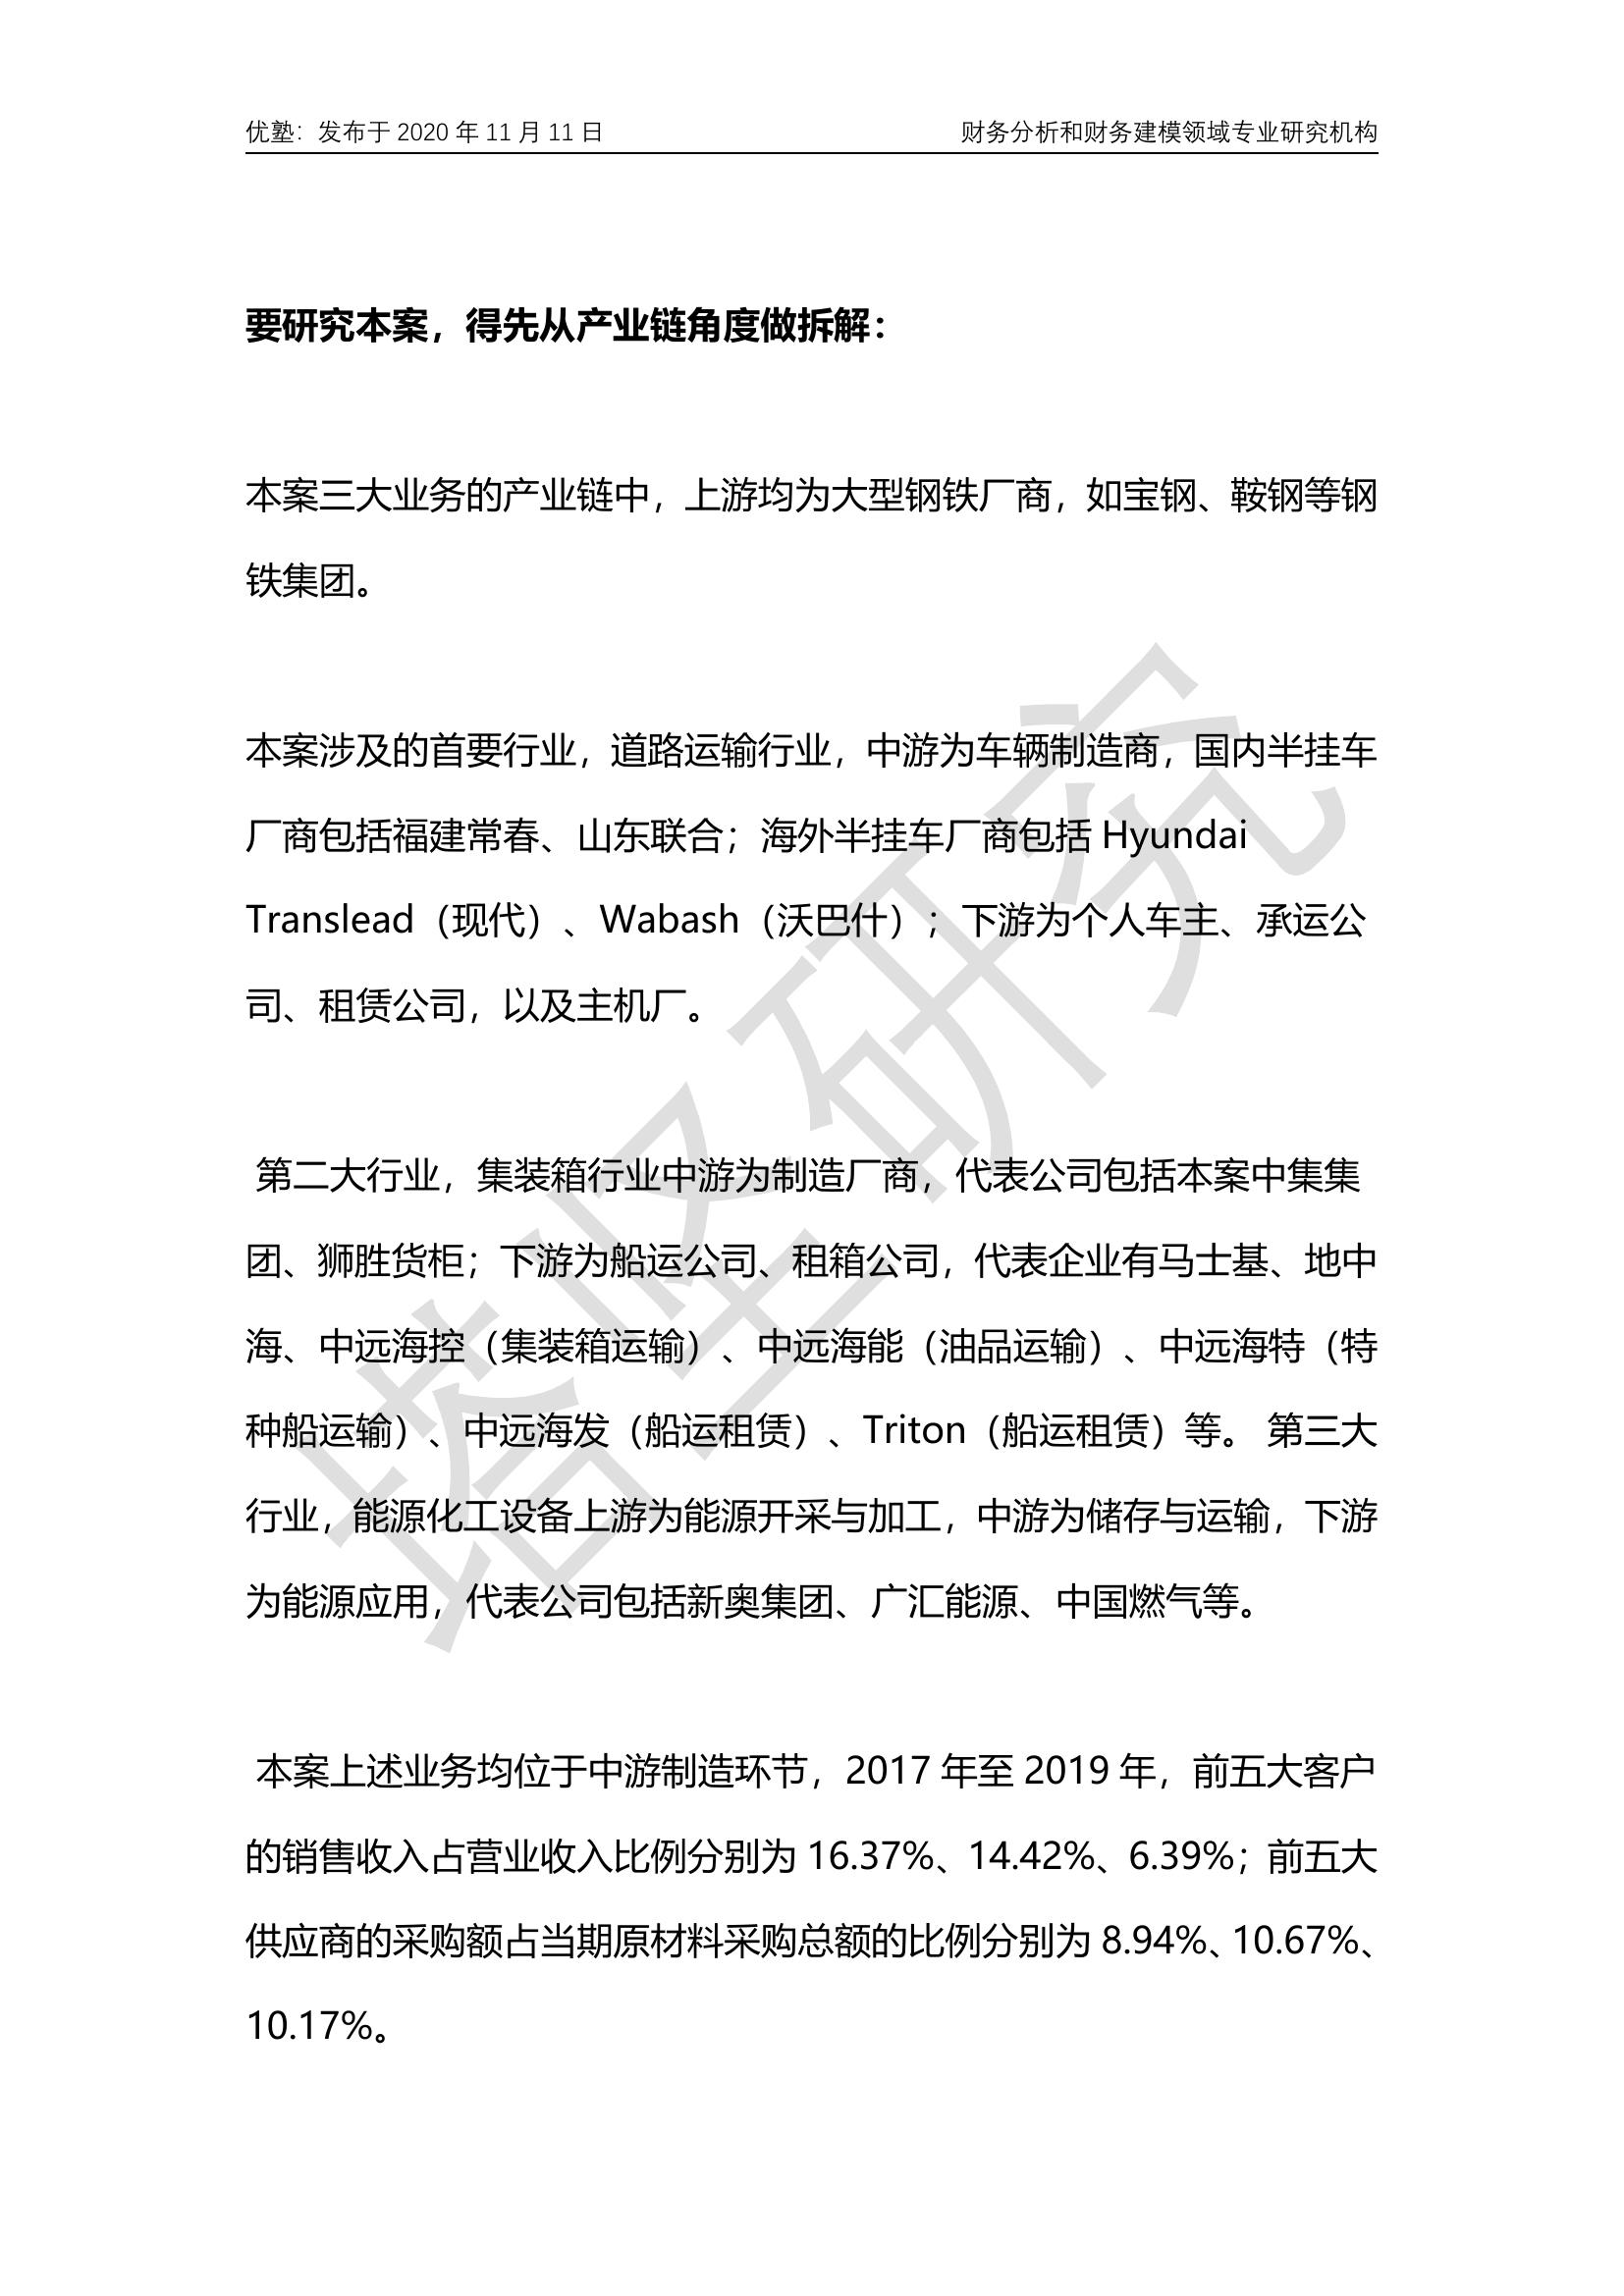 优塾：发布于 2020 年 11 月 11 日 财务分析和财务建模领域专业研究机构
要研究本案，得先从产业链角度做拆解：
本案三大业务的产业链中，上游均为大型钢铁厂商，如宝钢、鞍钢等钢
铁集团。
本案涉及的首要行业，道路运输行业，中游为车辆制造商，国内半挂车
厂商包括福建常春、山东联合；海外半挂车厂商包括 Hyundai
Translead（现代）、Wabash（沃巴什）；下游为个人车主、承运公
司、租赁公司，以及主机厂。
第二大行业，集装箱行业中游为制造厂商，代表公司包括本案中集集
团、狮胜货柜；下游为船运公司、租箱公司，代表企业有马士基、地中
海、中远海控（集装箱运输）、中远海能（油品运输）、中远海特（特
种船运输）、中远海发（船运租赁）、Triton（船运租赁）等。 第三大
行业，能源化工设备上游为能源开采与加工，中游为储存与运输，下游
为能源应用，代表公司包括新奥集团、广汇能源、中国燃气等。
本案上述业务均位于中游制造环节，2017 年至 2019 年，前五大客户
的销售收入占营业收入比例分别为 16.37%、14.42%、6.39%；前五大
供应商的采购额占当期原材料采购总额的比例分别为 8.94%、10.67%、
10.17%。
塔坚研究